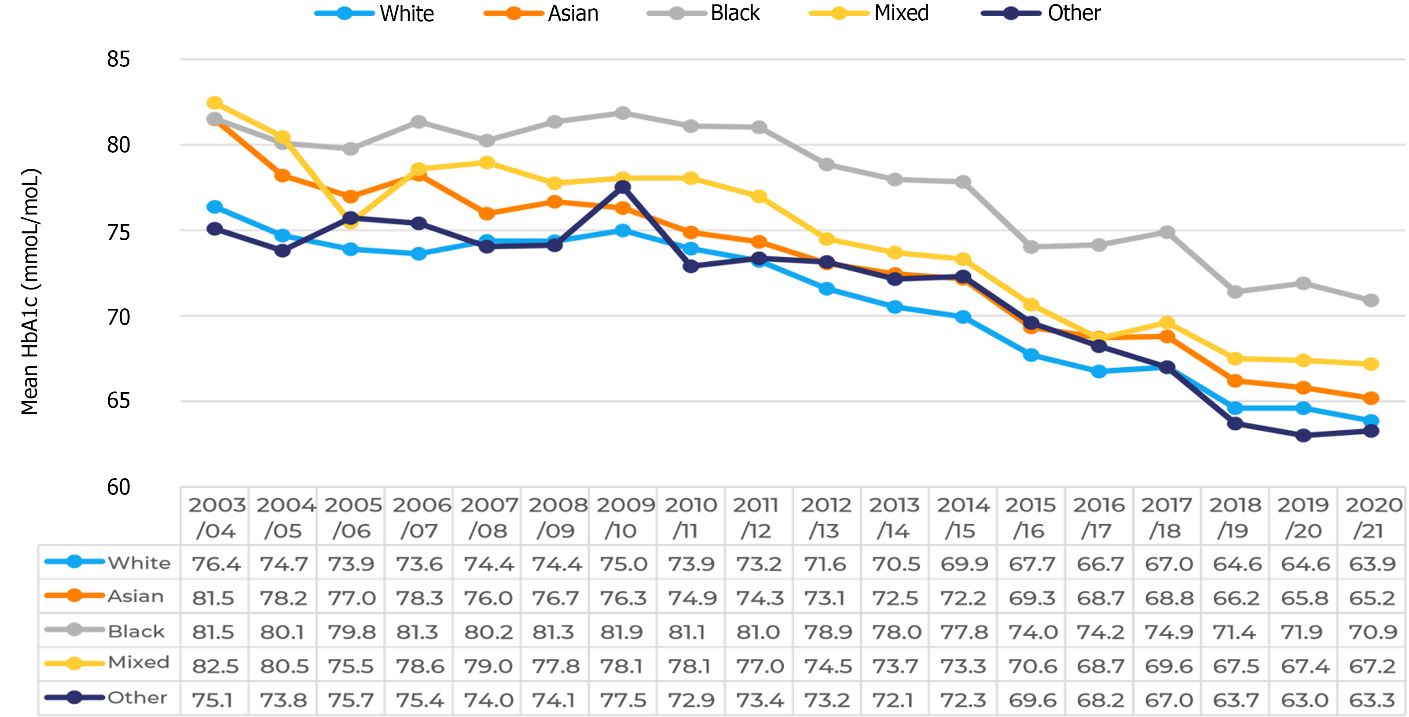 White Asian Black Mixed Other
85
80
75
70
65
60
Mean HbA1c (mmoL/moL)
2003 2004 2005 2006 2007 2008 2009 2010 2011 2012 2013 2014 2015 2016 2017 2018 2019 2020
/04 /05 /06 /07 /08 /09 /10 /11 /12 /13 /14 /15 /16 /17 /18 /19 /20 /21
White 76.4 74.7 73.9 73.6 74.4 74.4 75.0 73.9 73.2 71.6 70.5 69.9 67.7 66.7 67.0 64.6 64.6 63.9
Asian 81.5 78.2 77.0 78.3 76.0 76.7 76.3 74.9 74.3 73.1 72.5 72.2 69.3 68.7 68.8 66.2 65.8 65.2
Black 81.5 80.1 79.8 81.3 80.2 81.3 81.9 81.1 81.0 78.9 78.0 77.8 74.0 74.2 74.9 71.4 71.9 70.9
Mixed 82.5 80.5 75.5 78.6 79.0 77.8 78.1 78.1 77.0 74.5 73.7 73.3 70.6 68.7 69.6 67.5 67.4 67.2
Other 75.1 73.8 75.7 75.4 74.0 74.1 77.5 72.9 73.4 73.2 72.1 72.3 69.6 68.2 67.0 63.7 63.0 63.3